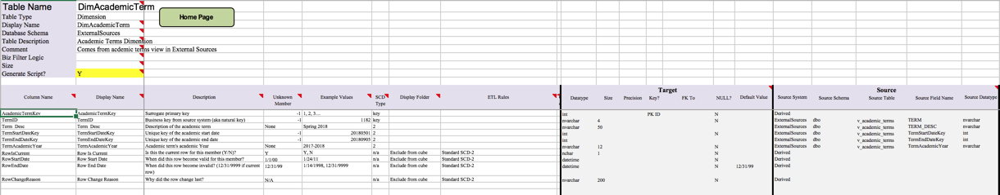 Table Name DimAcademicTerm
Home Page
Table Type Dimension
Display Name DimAcademicTerm
Database Schema ExternalSources
Table Description Academic Terms Dimension
Comment Comes from acdemic terms view in External Sources
Biz Filter Logic
Size
Generate Script? Y
Target Source
Column Name Display Name Description Unknown Member Example Values SCD Type Display Folder ETL Rules Datatype Size Precision Key? FK To NULL? Default Value Source System Source Schema Source Table Source Field Name Source Datatype
AcademicTermKey AcademicTermKey Surrogate primary key -1 1, 2, 3... key int PK ID N Derived
TermID TermID Business key from source system (aka natural key) -1 1182 key nvarchar 4 N ExternalSources dbo v_academic_terms TERM nvarchar
Term_Desc Term_Desc Description of the academic term None Spring 2018 2 nvarchar 50 ExternalSources dbo v_academic_terms TERM_DESC nvarchar
TermStartDateKey TermStartDateKey Unique key of the academic start date -1 20180501 2 int ExternalSources dbo v_academic_terms TermStartDateKey int
TermEndDateKey TermEndDateKey Unique key of the academic end date -1 20180905 2 int ExternalSources dbo v_academic_terms TermEndDateKey int
TermAcademicYear TermAcademicYear Academic term's academic Year None 2017-2018 2 nvarchar 12 N ExternalSources dbo v_academic_terms TermAcademicYear nvarchar
RowIsCurrent Row Is Current Is this the current row for this member (Y/N)? Y Y, N n/a Exclude from cube Standard SCD-2 nchar 1 N Derived
RowStartDate Row Start Date When did this row become valid for this member? 1/1/00 1/24/11 n/a Exclude from cube Standard SCD-2 datetime N Derived
RowEndDate Row End Date When did this row become invalid? (12/31/9999 if current row) 12/31/99 1/14/1998, 12/31/9999 n/a Exclude from cube Standard SCD-2 datetime N 12/31/99 Derived
RowChangeReason Row Change Reason Why did the row change last? N/A n/a Exclude from cube Standard SCD-2 nvarchar 200 N Derived